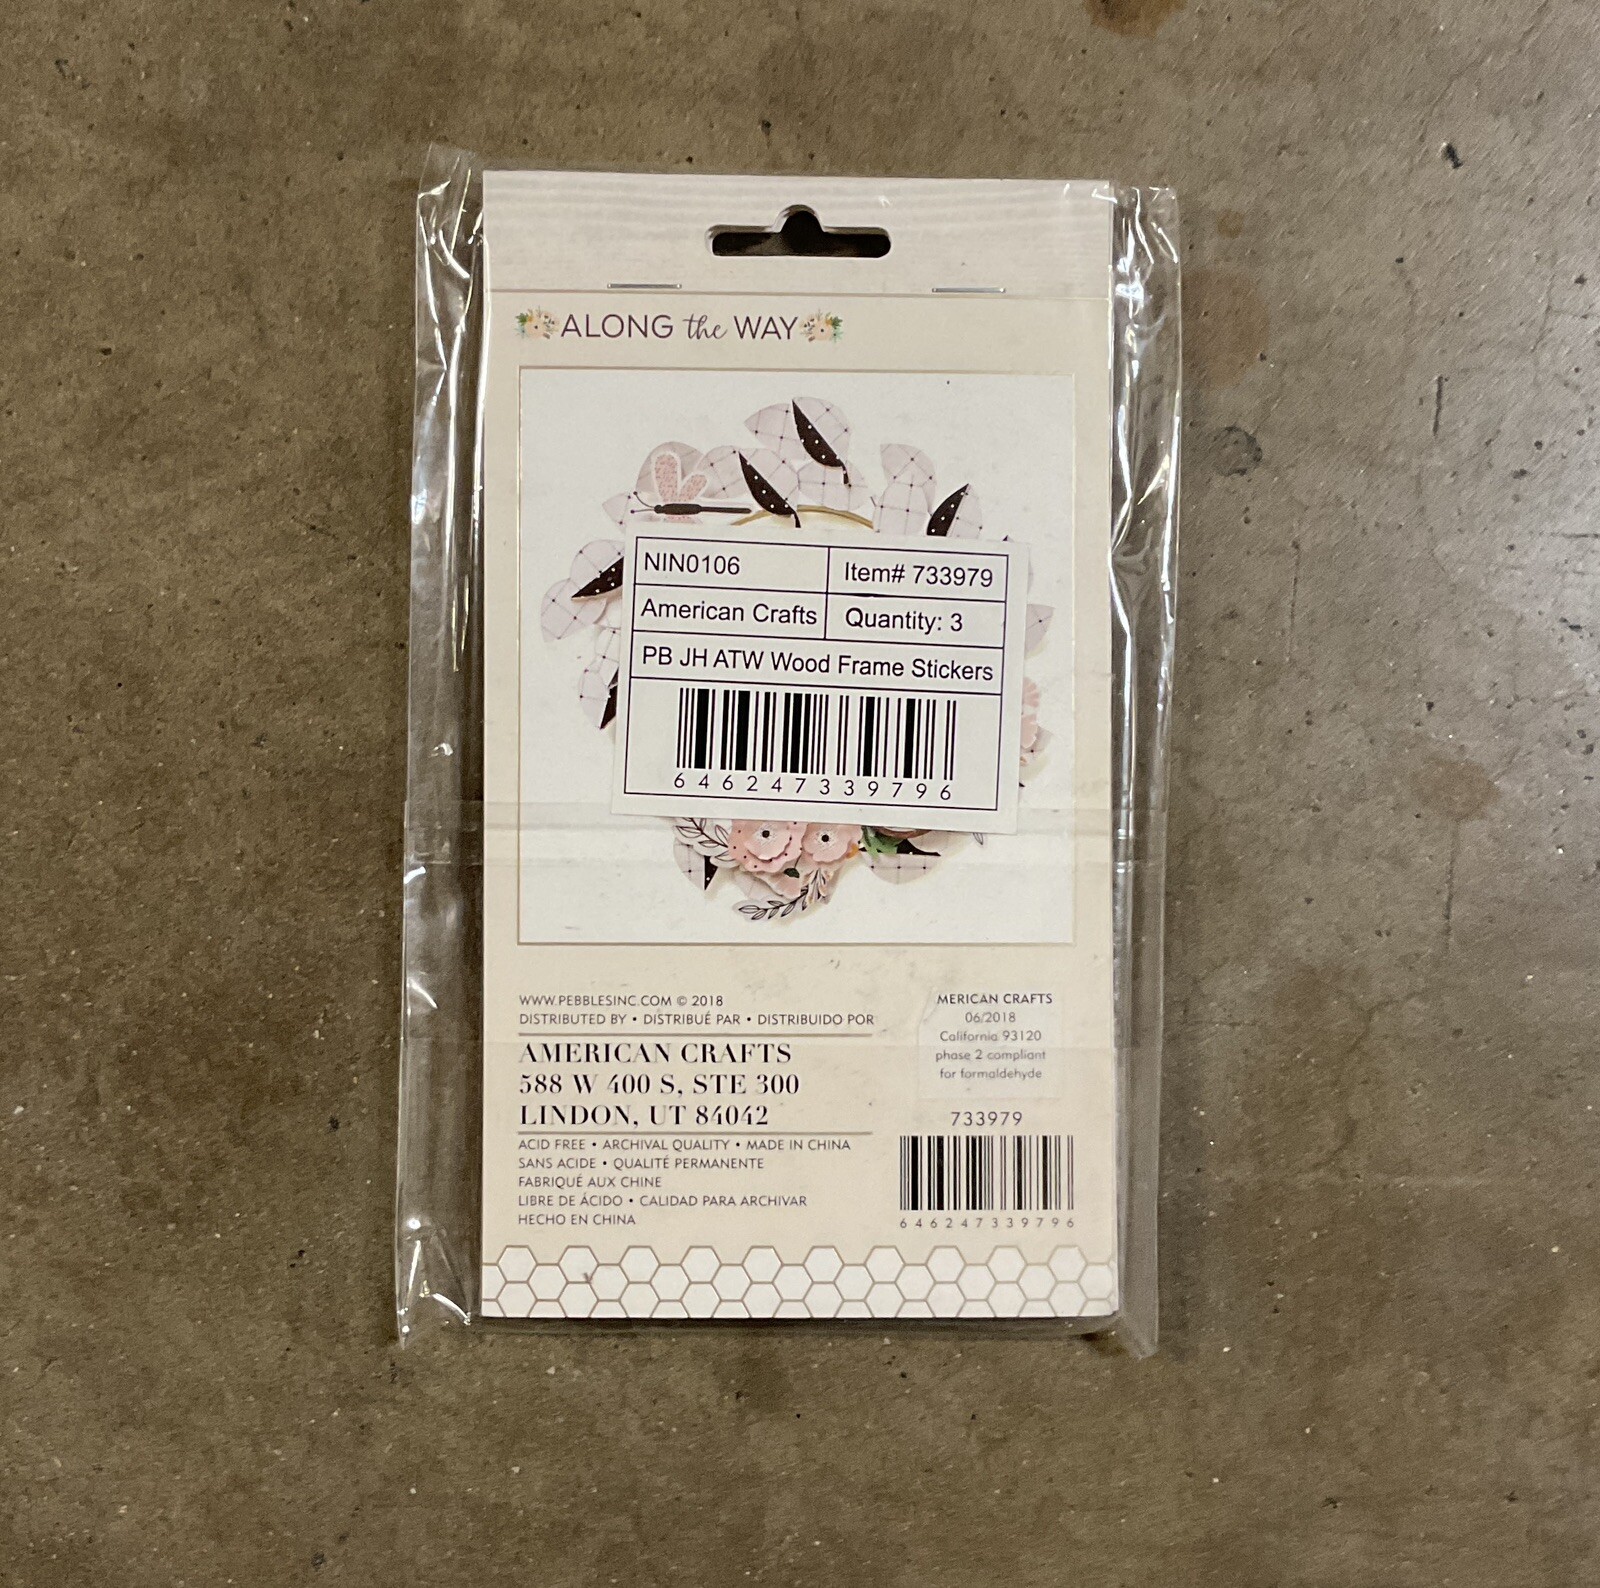 ALONG the WAY
NIN0106 Item# 733979
American Crafts Quantity: 3
PB JH ATW Wood Frame Stickers
646247339796
WWW.PEBBLESINC.COM © 2018
DISTRIBUTED BY • DISTRIBUÉ PAR • DISTRIBUIDO POR
AMERICAN CRAFTS
588 W 400 S, STE 300
LINDON, UT 84042
ACID FREE • ARCHIVAL QUALITY • MADE IN CHINA
SANS ACIDE • QUALITÉ PERMANENTE
FABRIQUÉ AUX CHINE
LIBRE DE ÁCIDO • CALIDAD PARA ARCHIVAR
HECHO EN CHINA
MERICAN CRAFTS
06/2018
California 93120
phase 2 compliant
for formaldehyde
733979
646247339796